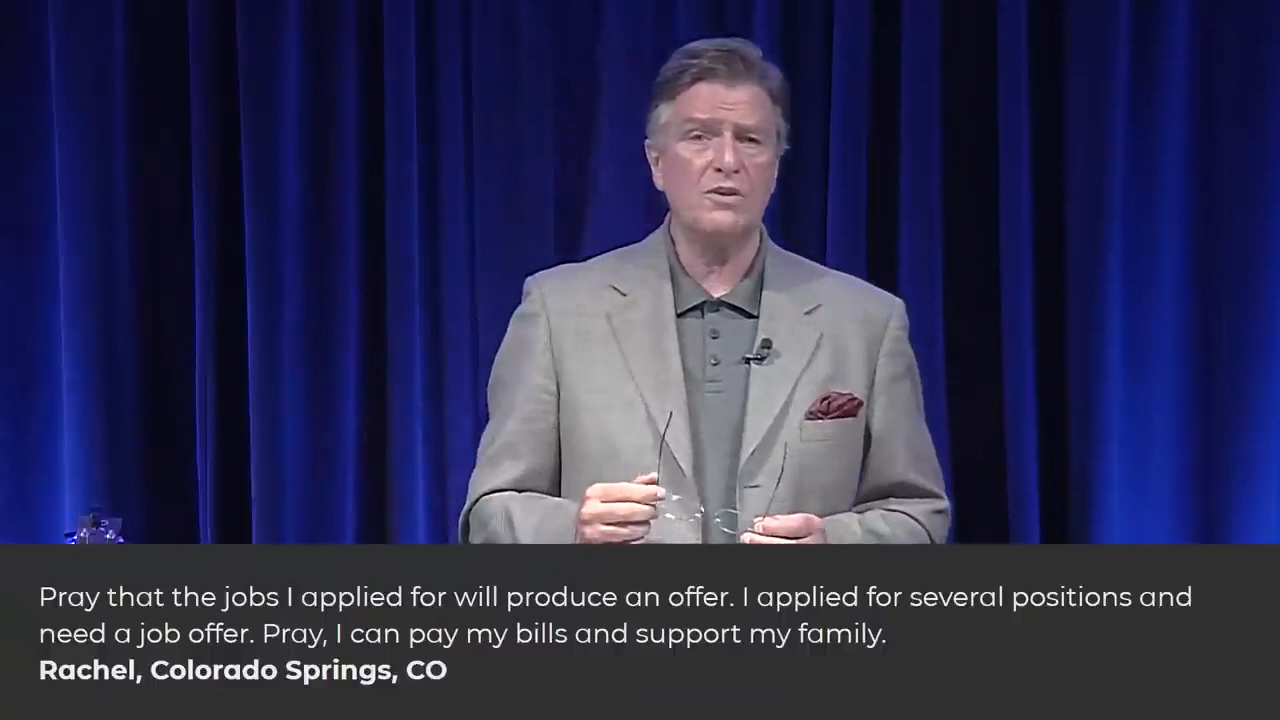 Pray that the jobs I applied for will produce an offer. I applied for several positions and
need a job offer. Pray, I can pay my bills and support my family.
Rachel, Colorado Springs, CO